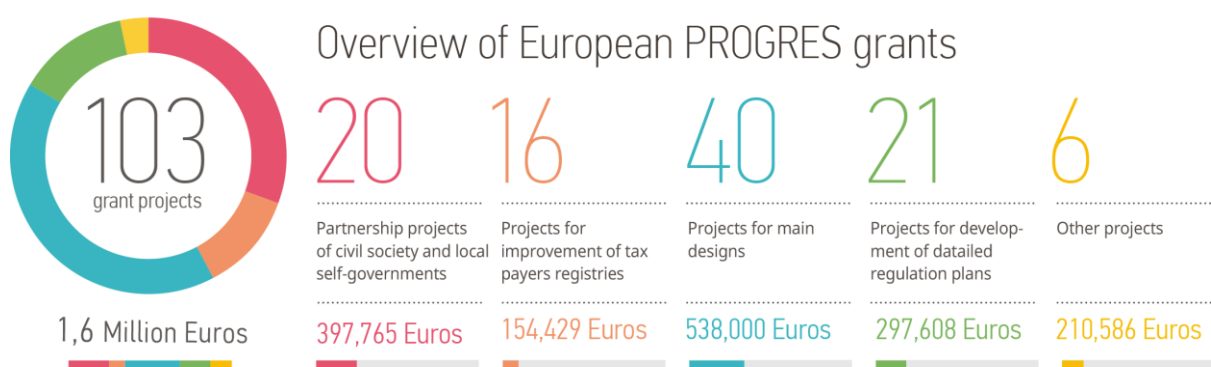 Overview of European PROGRES grants
103
grant projects
1,6 Million Euros
20
Partnership projects
of civil society and local
self-governments
397,765 Euros
16
Projects for
improvement of tax
payers registries
154,429 Euros
40
Projects for main
designs
538,000 Euros
21
Projects for develop-
ment of datailed
regulation plans
297,608 Euros
6
Other projects
210,586 Euros